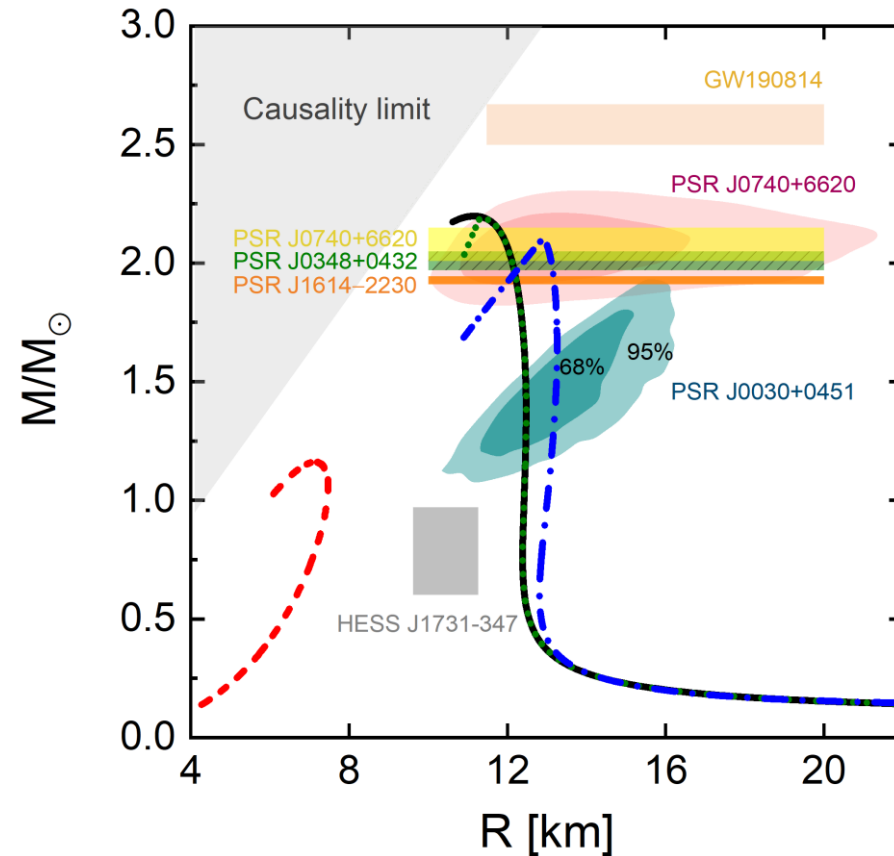 3.0
2.5
2.0
1.5
1.0
0.5
0.0
M/M☉
Causality limit
GW190814
PSR J0740+6620
PSR J0740+6620
PSR J0348+0432
PSR J1614–2230
68%
95%
PSR J0030+0451
HESS J1731-347
4
8
12
16
20
R [km]